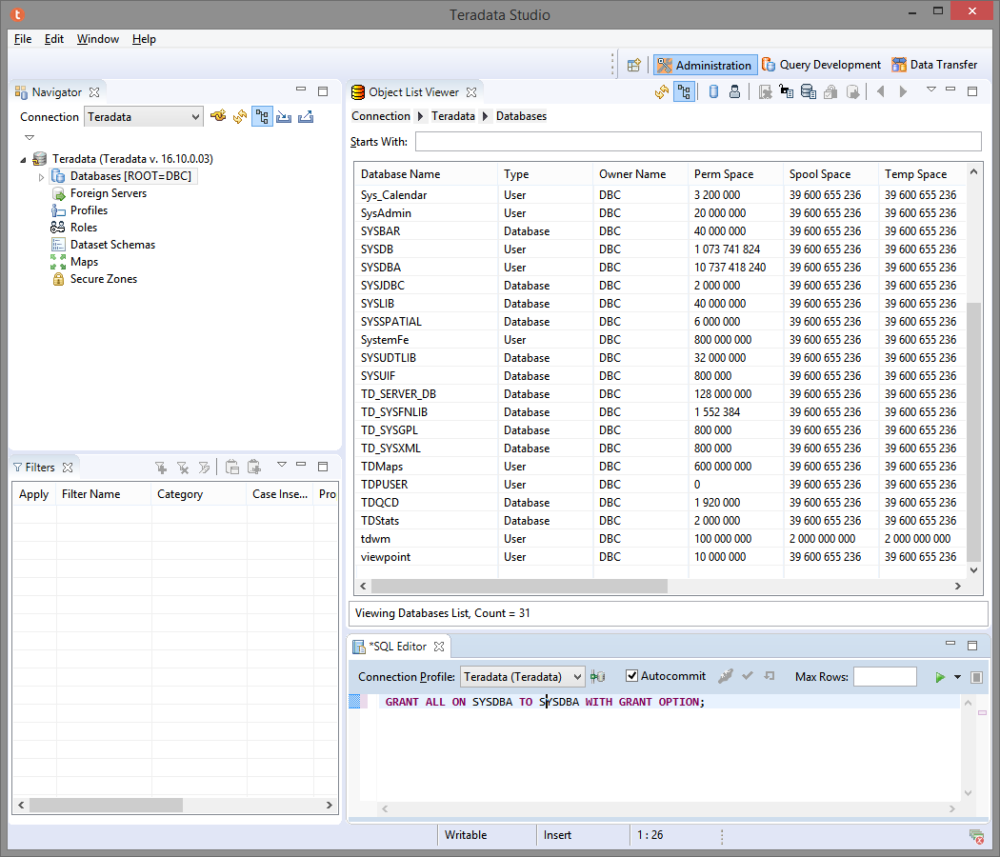 Teradata Studio
File Edit Window Help
Administration Query Development Data Transfer
Navigator
Connection Teradata
Teradata (Teradata v. 16.10.0.03)
Databases [ROOT=DBC]
Foreign Servers
Profiles
Roles
Dataset Schemas
Maps
Secure Zones
Filters
Apply Filter Name Category Case Inse... Pro
Object List Viewer
Connection Teradata Databases
Starts With:
Database Name Type Owner Name Perm Space Spool Space Temp Space
Sys_Calendar User DBC 3 200 000 39 600 655 236 39 600 655 236
SysAdmin User DBC 20 000 000 39 600 655 236 39 600 655 236
SYSBAR Database DBC 40 000 000 39 600 655 236 39 600 655 236
SYSDB User DBC 1 073 741 824 39 600 655 236 39 600 655 236
SYSDBA User DBC 10 737 418 240 39 600 655 236 39 600 655 236
SYSJDBC Database DBC 2 000 000 39 600 655 236 39 600 655 236
SYSLIB Database DBC 40 000 000 39 600 655 236 39 600 655 236
SYSSPATIAL Database DBC 6 000 000 39 600 655 236 39 600 655 236
SystemFe User DBC 800 000 000 39 600 655 236 39 600 655 236
SYSUDTLIB Database DBC 32 000 000 39 600 655 236 39 600 655 236
SYSUIF Database DBC 800 000 39 600 655 236 39 600 655 236
TD_SERVER_DB Database DBC 128 000 000 39 600 655 236 39 600 655 236
TD_SYSFNLIB Database DBC 1 552 384 39 600 655 236 39 600 655 236
TD_SYSGPL Database DBC 800 000 39 600 655 236 39 600 655 236
TD_SYSXML Database DBC 800 000 39 600 655 236 39 600 655 236
TDMaps User DBC 600 000 000 39 600 655 236 39 600 655 236
TDPUSER User DBC 0 39 600 655 236 39 600 655 236
TDQCD Database DBC 1 920 000 39 600 655 236 39 600 655 236
TDStats Database DBC 2 000 000 39 600 655 236 39 600 655 236
tdwm User DBC 100 000 000 2 000 000 000 2 000 000 000
viewpoint User DBC 10 000 000 39 600 655 236 39 600 655 236
Viewing Databases List, Count = 31
*SQL Editor
Connection Profile: Teradata (Teradata) Autocommit Max Rows:
GRANT ALL ON SYSDBA TO SYSDBA WITH GRANT OPTION;
Writable Insert 1 : 26